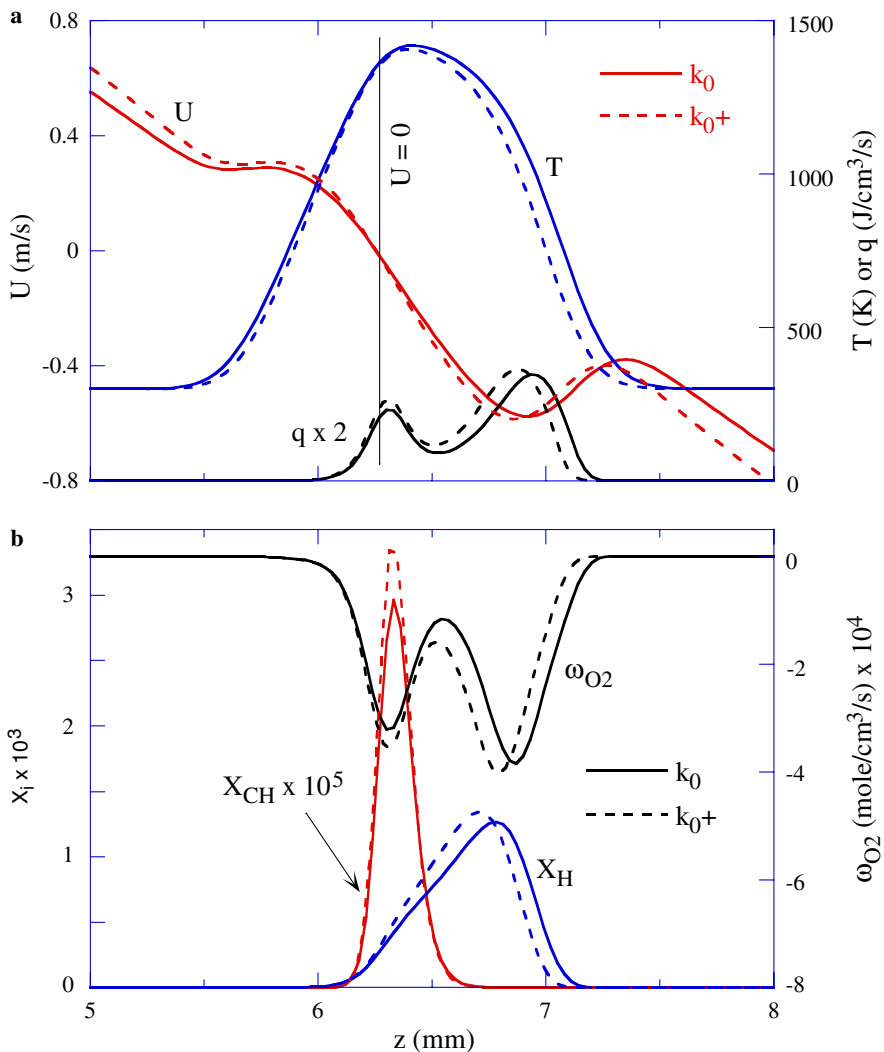 a
0.8
0.4
0
-0.4
-0.8
U (m/s)
U
U = 0
T
q x 2
k0
k0+
1500
1000
500
0
T (K) or q (J/cm³/s)
b
3
2
1
0
Xi x 10³
XCH x 10⁵
ωO2
k0
k0+
XH
0
-2
-4
-6
-8
ωO2 (mole/cm³/s) x 10⁴
5
6
7
8
z (mm)